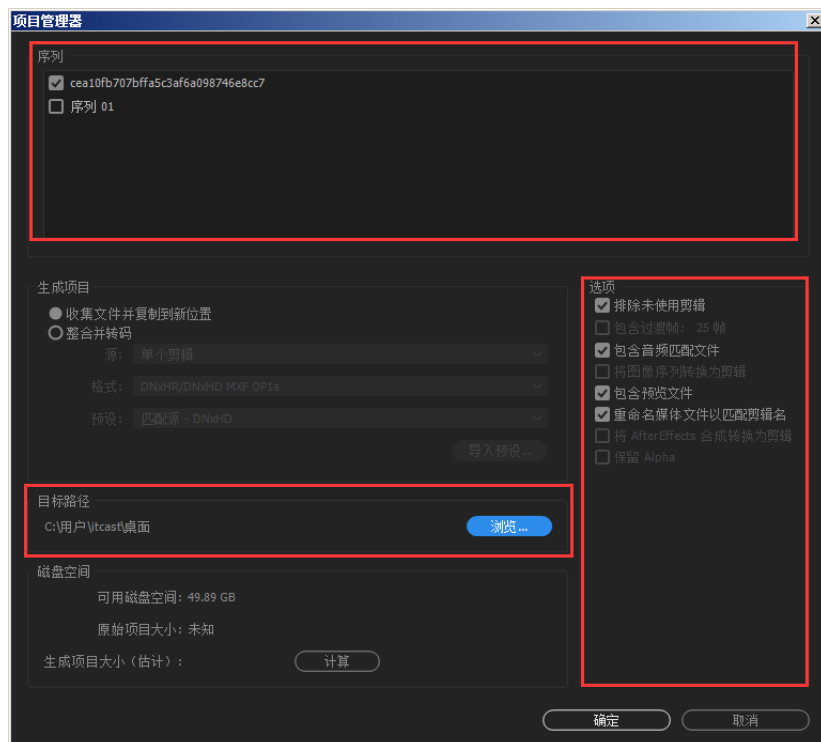 项目管理器
序列
cea10fb707bffa5c3af6a098746e8cc7
序列 01
生成项目
收集文件并复制到新位置
整合并转码
源: 单个剪辑
格式: DNxHR/DNxHD MXF OP1a
预设: 匹配源 - DNxHD
导入预设...
选项
排除未使用剪辑
包含过渡帧: 25 帧
包含音频匹配文件
将图像序列转换为剪辑
包含预览文件
重命名媒体文件以匹配剪辑名
将 AfterEffects 合成转换为剪辑
保留 Alpha
目标路径
C:\用户\itcast\桌面
浏览...
磁盘空间
可用磁盘空间: 49.89 GB
原始项目大小: 未知
生成项目大小（估计）:
计算
确定
取消